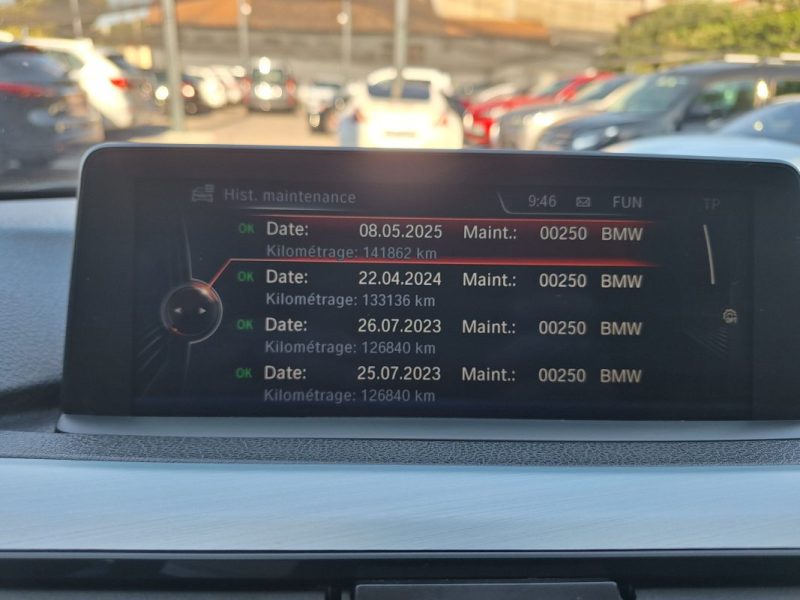 Hist. maintenance 9:46 FUN TP
OK Date: 08.05.2025 Maint.: 00250 BMW
Kilométrage: 141862 km
OK Date: 22.04.2024 Maint.: 00250 BMW
Kilométrage: 133136 km
OK Date: 26.07.2023 Maint.: 00250 BMW
Kilométrage: 126840 km
OK Date: 25.07.2023 Maint.: 00250 BMW
Kilométrage: 126840 km